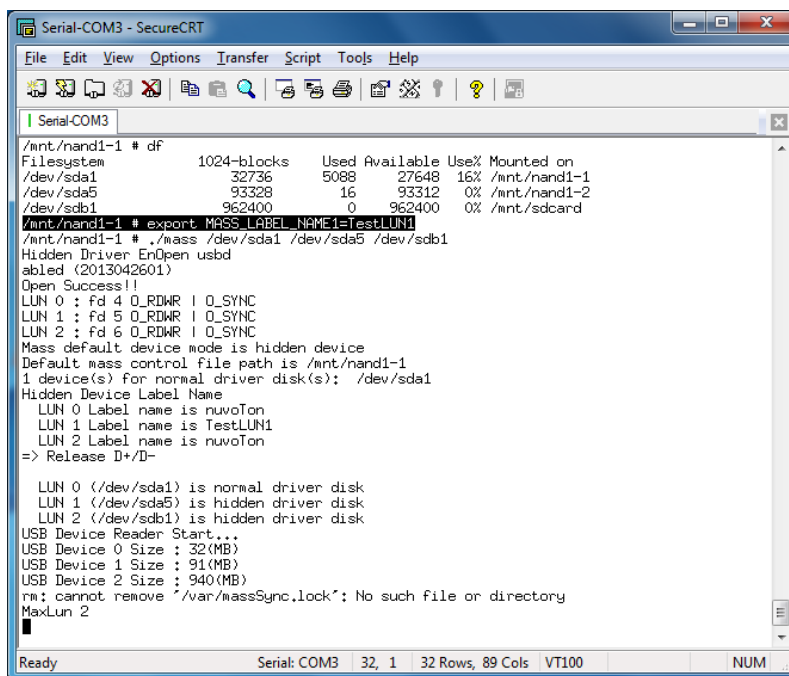 Serial-COM3 - SecureCRT
File Edit View Options Transfer Script Tools Help
Serial-COM3
/mnt/nand1-1 # df
Filesystem 1024-blocks Used Available Use% Mounted on
/dev/sda1 32736 5088 27648 16% /mnt/nand1-1
/dev/sda5 93328 16 93312 0% /mnt/nand1-2
/dev/sdb1 962400 0 962400 0% /mnt/sdcard
/mnt/nand1-1 # export MASS_LABEL_NAME1=TestLUN1
/mnt/nand1-1 # ./mass /dev/sda1 /dev/sda5 /dev/sdb1
Hidden Driver EnOpen usbd
abled (2013042601)
Open Success!!
LUN 0 : fd 4 O_RDWR | O_SYNC
LUN 1 : fd 5 O_RDWR | O_SYNC
LUN 2 : fd 6 O_RDWR | O_SYNC
Mass default device mode is hidden device
Default mass control file path is /mnt/nand1-1
1 device(s) for normal driver disk(s):  /dev/sda1
Hidden Device Label Name
LUN 0 Label name is nuvoTon
LUN 1 Label name is TestLUN1
LUN 2 Label name is nuvoTon
=> Release D+/D-
LUN 0 (/dev/sda1) is normal driver disk
LUN 1 (/dev/sda5) is hidden driver disk
LUN 2 (/dev/sdb1) is hidden driver disk
USB Device Reader Start...
USB Device 0 Size : 32(MB)
USB Device 1 Size : 91(MB)
USB Device 2 Size : 940(MB)
rm: cannot remove '/var/massSync.lock': No such file or directory
MaxLun 2
Ready Serial: COM3 32, 1 32 Rows, 89 Cols VT100 NUM